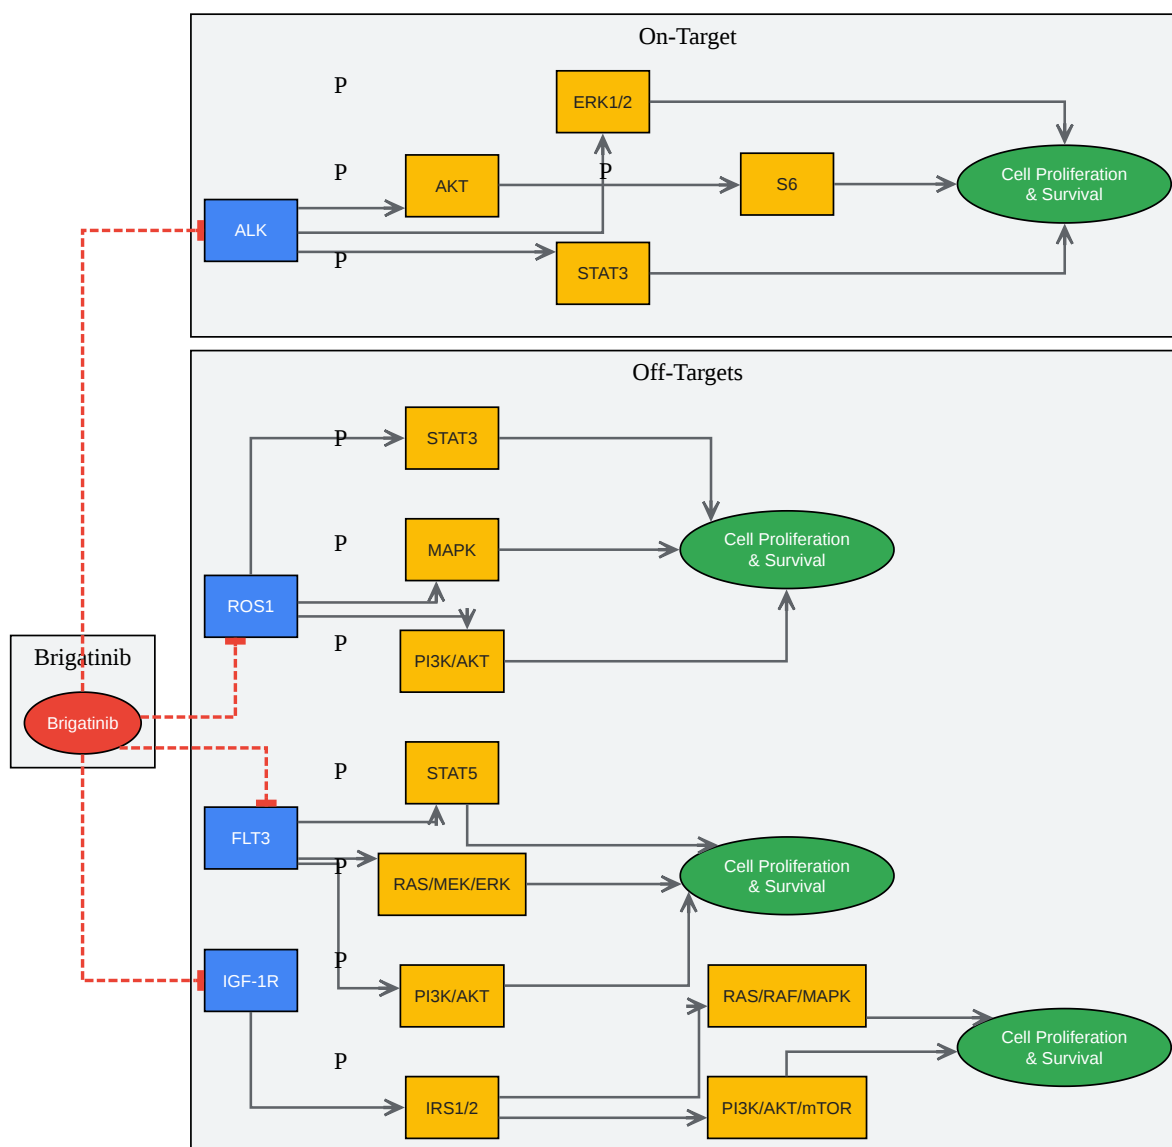 On-Target
P
ERK1/2
P
AKT
P
S6
Cell Proliferation
& Survival
ALK
P
STAT3
Off-Targets
P
STAT3
P
MAPK
Cell Proliferation
& Survival
ROS1
P
PI3K/AKT
Brigatinib
Brigatinib
P
STAT5
FLT3
P
RAS/MEK/ERK
Cell Proliferation
& Survival
IGF-1R
P
PI3K/AKT
RAS/RAF/MAPK
Cell Proliferation
& Survival
P
IRS1/2
PI3K/AKT/mTOR